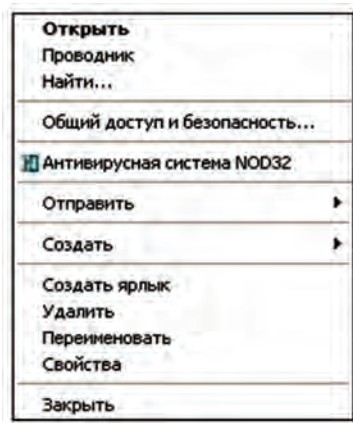 Открыть
Проводник
Найти...
Общий доступ и безопасность...
Антивирусная система NOD32
Отправить
Создать
Создать ярлык
Удалить
Переименовать
Свойства
Закрыть